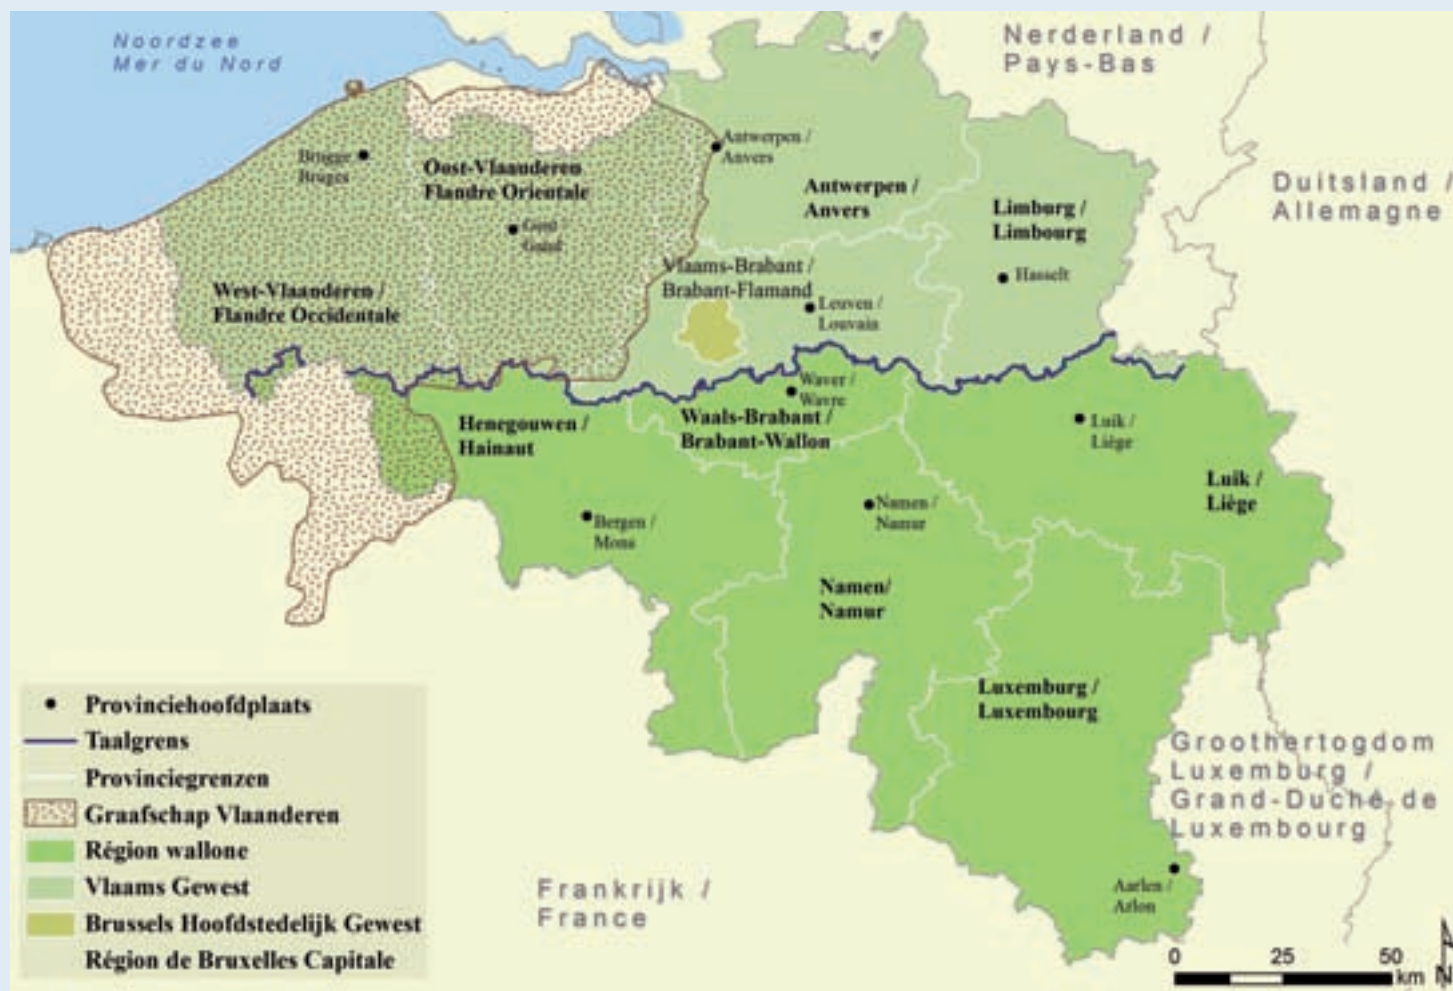 Noordzee
Mer du Nord
Nerderland /
Pays-Bas
Duitsland /
Allemagne
Brugge
Bruges
Oost-Vlaanderen
Flandre Orientale
Gent /
Gand
Antwerpen /
Anvers
Antwerpen /
Anvers
Limburg /
Limbourg
Hasselt
West-Vlaanderen /
Flandre Occidentale
Vlaams-Brabant /
Brabant-Flamand
Leuven /
Louvain
Waver /
Wavre
Henegouwen /
Hainaut
Waals-Brabant /
Brabant-Wallon
Luik /
Liège
Luik /
Liège
Bergen /
Mons
Namen /
Namur
Namen/
Namur
Luxemburg /
Luxembourg
Groothertogdom
Luxemburg /
Grand-Duché de
Luxembourg
Aarlen /
Arlon
Frankrijk /
France
Provinciehoofdplaats
Taalgrens
Provinciegrenzen
Graafschap Vlaanderen
Région wallone
Vlaams Gewest
Brussels Hoofdstedelijk Gewest
Région de Bruxelles Capitale
0 25 50
km
N